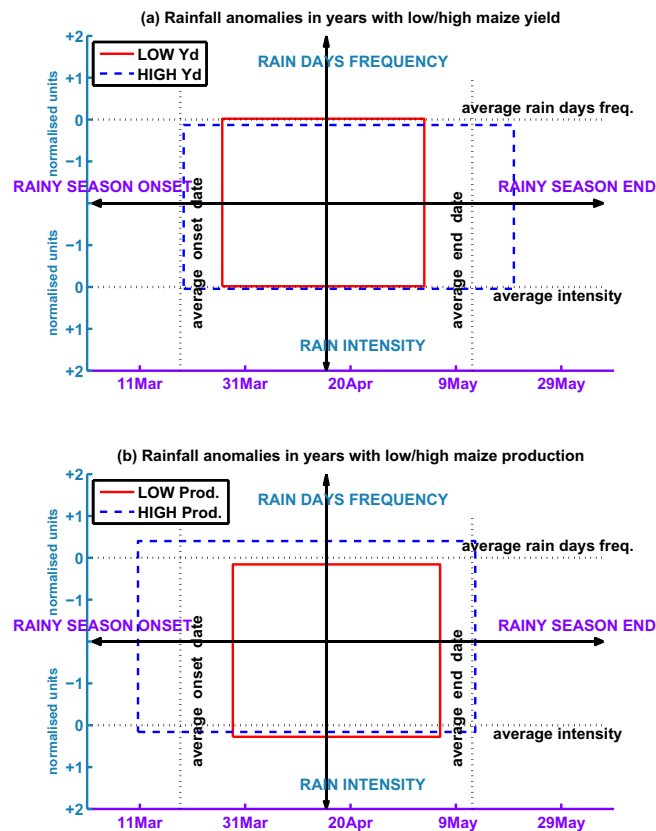 (a) Rainfall anomalies in years with low/high maize yield
+2
LOW Yd
HIGH Yd
RAIN DAYS FREQUENCY
+1
average rain days freq.
0
−1
normalised units
RAINY SEASON ONSET
RAINY SEASON END
average onset date
average end date
−1
normalised units
0
average intensity
+1
RAIN INTENSITY
+2
11Mar 31Mar 20Apr 9May 29May
(b) Rainfall anomalies in years with low/high maize production
+2
LOW Prod.
HIGH Prod.
RAIN DAYS FREQUENCY
+1
average rain days freq.
0
−1
normalised units
RAINY SEASON ONSET
RAINY SEASON END
average onset date
average end date
−1
normalised units
0
average intensity
+1
RAIN INTENSITY
+2
11Mar 31Mar 20Apr 9May 29May